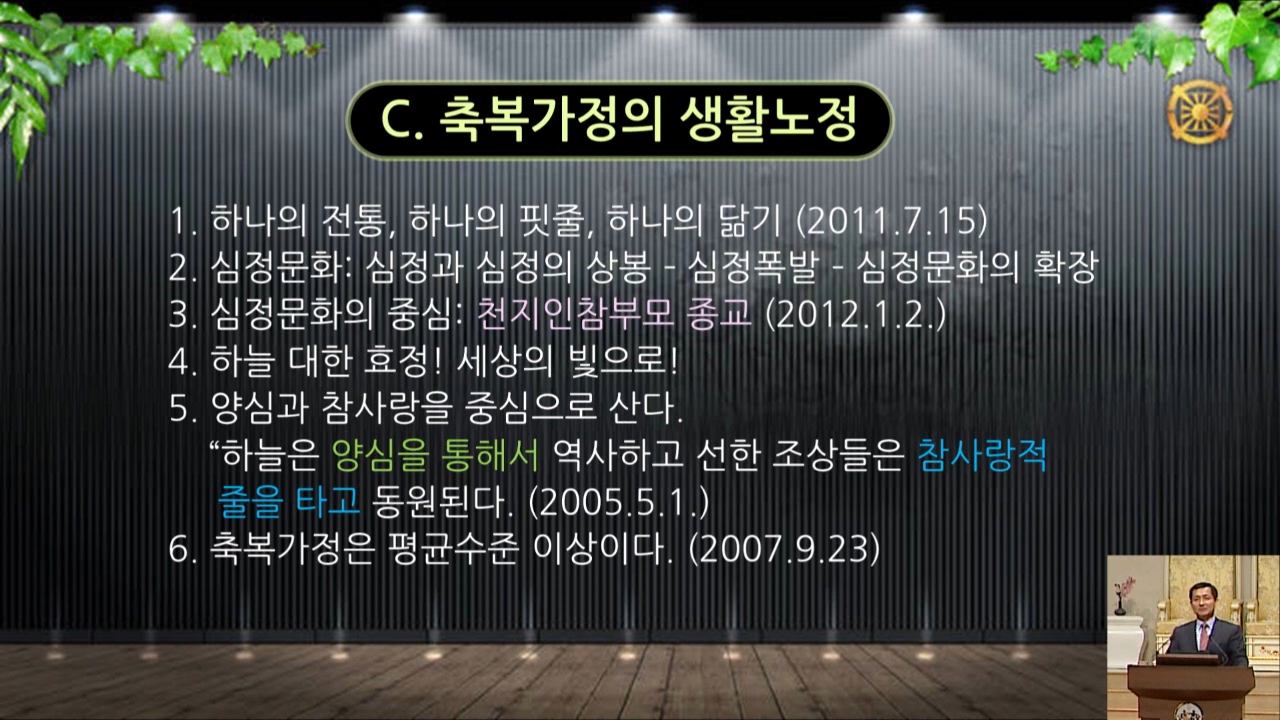 C. 축복가정의 생활노정
1. 하나의 전통, 하나의 핏줄, 하나의 닮기 (2011.7.15)
2. 심정문화: 심정과 심정의 상봉 - 심정폭발 - 심정문화의 확장
3. 심정문화의 중심: 천지인참부모 종교 (2012.1.2.)
4. 하늘 대한 효정! 세상의 빛으로!
5. 양심과 참사랑을 중심으로 산다.
“하늘은 양심을 통해서 역사하고 선한 조상들은 참사랑적
줄을 타고 동원된다. (2005.5.1.)
6. 축복가정은 평균수준 이상이다. (2007.9.23)